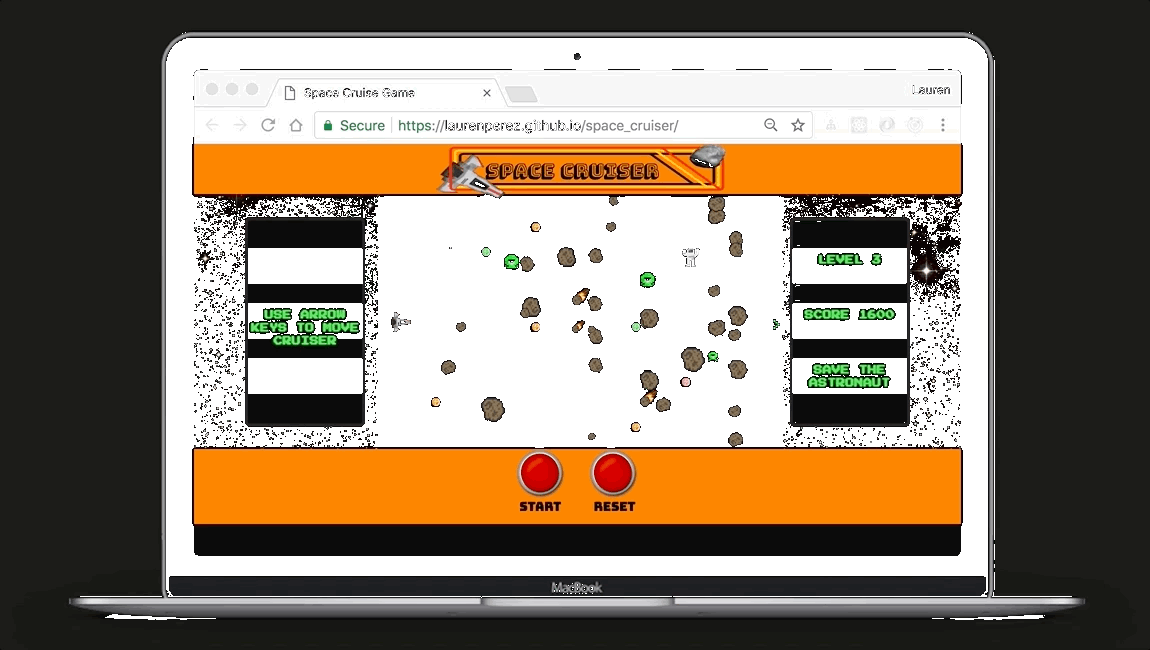 Space Cruise Game
Lauren
Secure
https://laurenperez.github.io/space_cruiser/
SPACE CRUISER
USE ARROW
KEYS TO MOVE
CRUISER
LEVEL 3
SCORE 1600
SAVE THE
ASTRONAUT
START
RESET
MacBook